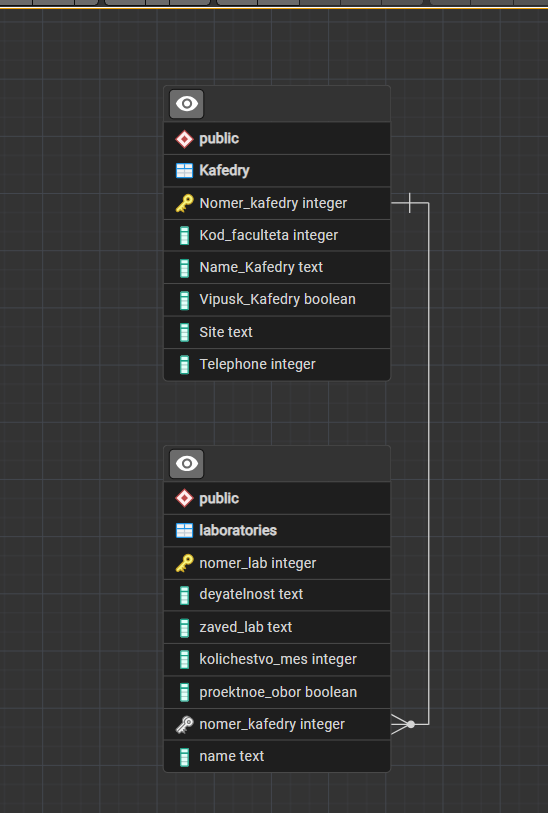 public
Kafedry
Nomer_kafedry integer
Kod_faculteta integer
Name_Kafedry text
Vipusk_Kafedry boolean
Site text
Telephone integer
public
laboratories
nomer_lab integer
deyatelnost text
zaved_lab text
kolichestvo_mes integer
proektnoe_obor boolean
nomer_kafedry integer
name text